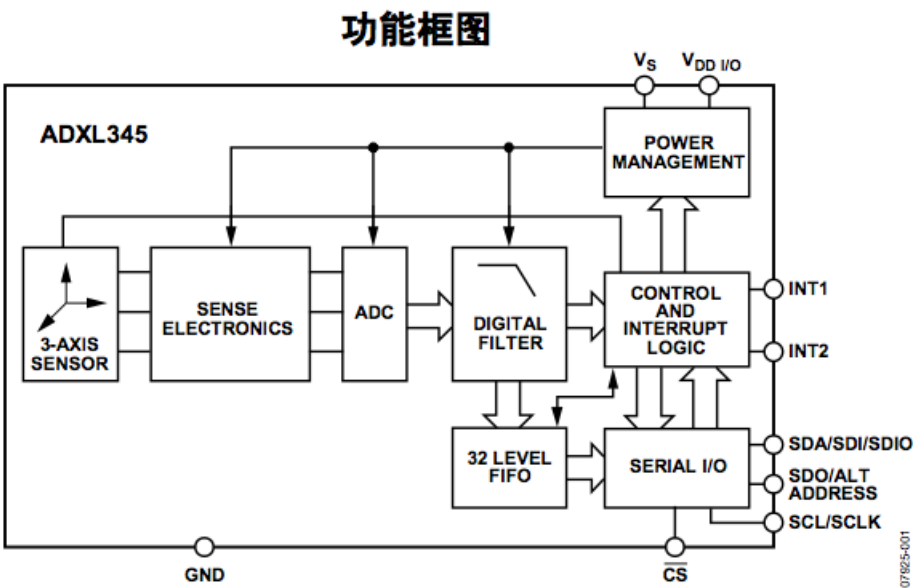 功能框图
VS
VDD I/O
ADXL345
POWER
MANAGEMENT
3-AXIS
SENSOR
SENSE
ELECTRONICS
ADC
DIGITAL
FILTER
CONTROL
AND
INTERRUPT
LOGIC
INT1
INT2
32 LEVEL
FIFO
SERIAL I/O
SDA/SDI/SDIO
SDO/ALT
ADDRESS
SCL/SCLK
GND
C̅S̅
07925-001